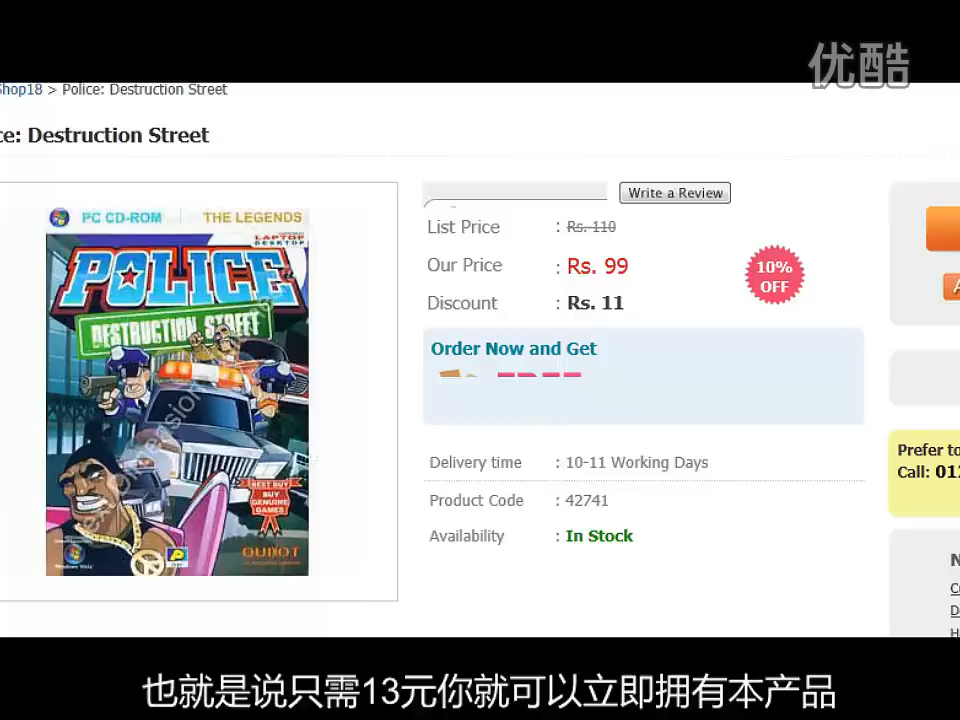 优酷
Shop18 > Police: Destruction Street
ce: Destruction Street
PC CD-ROM
THE LEGENDS
LAPTOP
DESKTOP
POLICE
DESTRUCTION STREET
BEST BUY
BUY
GENUINE
GAMES
Write a Review
List Price : Rs. 110
Our Price : Rs. 99
10%
OFF
Discount : Rs. 11
Order Now and Get
Delivery time : 10-11 Working Days
Product Code : 42741
Availability : In Stock
A
Prefer to
Call: 01
N
也就是说只需13元你就可以立即拥有本产品